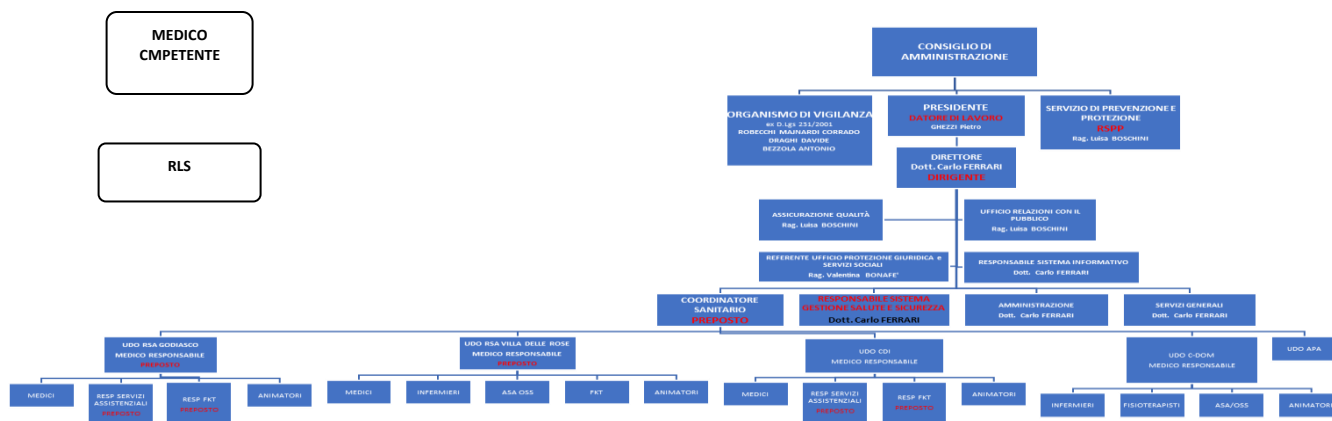 MEDICO
CMPETENTE
RLS
CONSIGLIO DI
AMMINISTRAZIONE
ORGANISMO DI VIGILANZA
ex D.Lgs 231/2001
ROBECCHI MAJNARDI CORRADO
DRAGHI DAVIDE
BEZZOLA ANTONIO
PRESIDENTE
DATORE DI LAVORO
GHEZZI Pietro
SERVIZIO DI PREVENZIONE E
PROTEZIONE
RSPP
Rag. Luisa BOSCHINI
DIRETTORE
Dott. Carlo FERRARI
DIRIGENTE
ASSICURAZIONE QUALITÀ
Rag. Luisa BOSCHINI
UFFICIO RELAZIONI CON IL
PUBBLICO
Rag. Luisa BOSCHINI
REFERENTE UFFICIO PROTEZIONE GIURIDICA e
SERVIZI SOCIALI
Rag. Valentina BONAFE'
RESPONSABILE SISTEMA INFORMATIVO
Dott. Carlo FERRARI
COORDINATORE
SANITARIO
PREPOSTO
RESPONSABILE SISTEMA
GESTIONE SALUTE E SICUREZZA
Dott. Carlo FERRARI
AMMINISTRAZIONE
Dott. Carlo FERRARI
SERVIZI GENERALI
Dott. Carlo FERRARI
UDO RSA GODIASCO
MEDICO RESPONSABILE
PREPOSTO
UDO RSA VILLA DELLE ROSE
MEDICO RESPONSABILE
PREPOSTO
UDO CDI
MEDICO RESPONSABILE
UDO C-DOM
MEDICO RESPONSABILE
UDO APA
MEDICI
RESP SERVIZI
ASSISTENZIALI
PREPOSTO
RESP FKT
PREPOSTO
ANIMATORI
MEDICI
INFERMIERI
ASA OSS
FKT
ANIMATORI
MEDICI
RESP SERVIZI
ASSISTENZIALI
PREPOSTO
RESP FKT
PREPOSTO
ANIMATORI
INFERMIERI
FISIOTERAPISTI
ASA/OSS
ANIMATORI